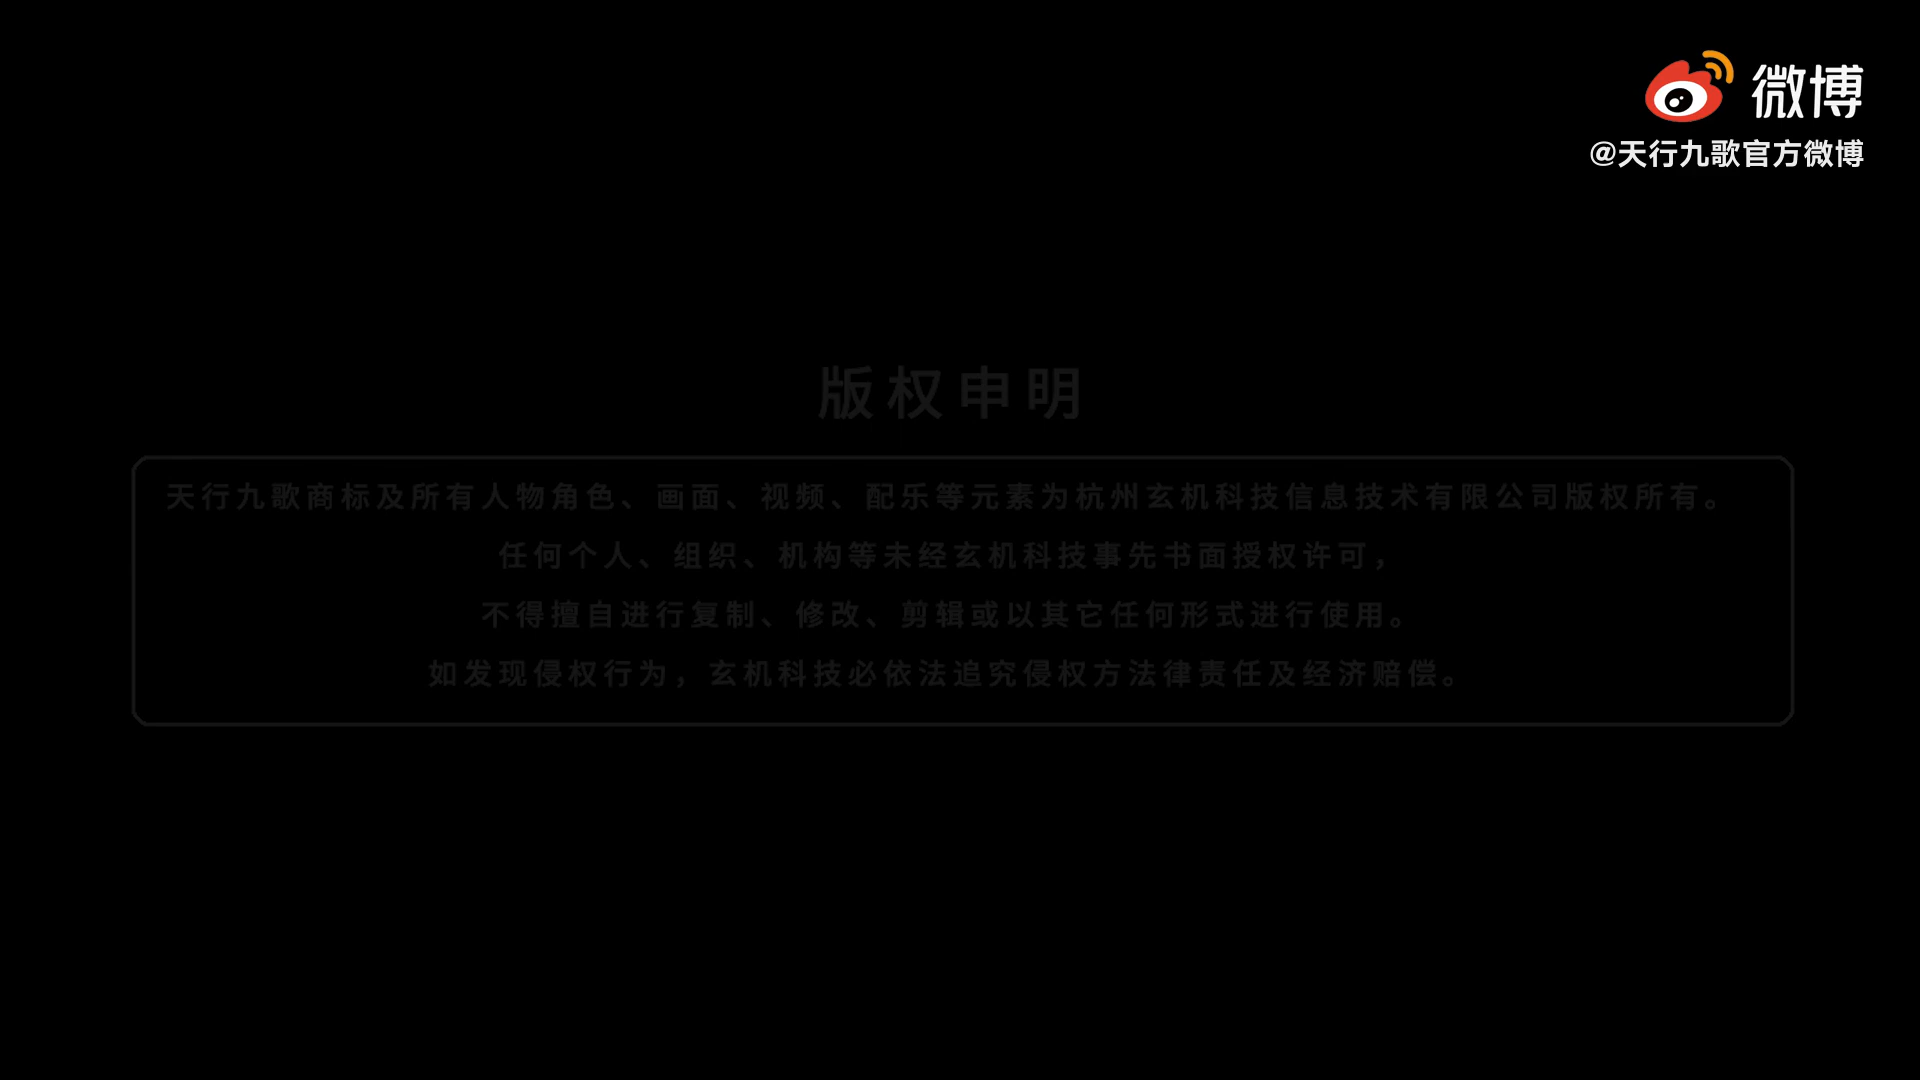 微博
@天行九歌官方微博
版权申明
天行九歌商标及所有人物角色、画面、视频、配乐等元素为杭州玄机科技信息技术有限公司版权所有。
任何个人、组织、机构等未经玄机科技事先书面授权许可，
不得擅自进行复制、修改、剪辑或以其它任何形式进行使用。
如发现侵权行为，玄机科技必依法追究侵权方法律责任及经济赔偿。